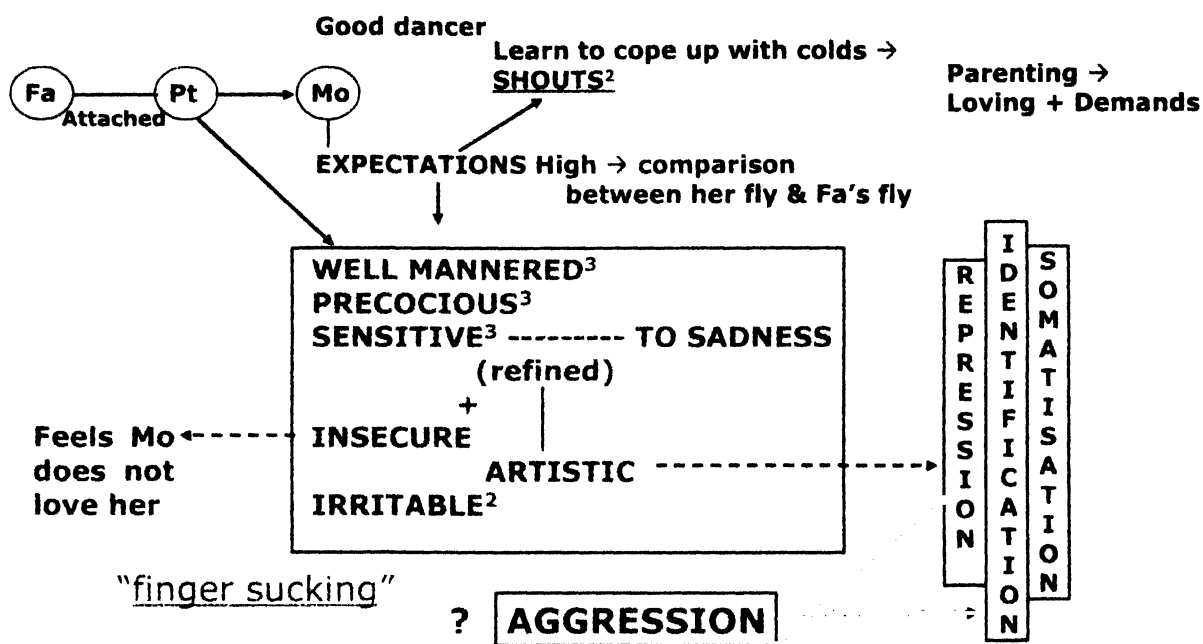 Good dancer
Learn to cope up with colds →
SHOUTS²
Parenting →
Loving + Demands
Fa
Pt
Mo
Attached
EXPECTATIONS High → comparison
between her fly & Fa's fly
WELL MANNERED³
PRECOCIOUS³
SENSITIVE³ --------- TO SADNESS
(refined)
+
INSECURE
Feels Mo
does not
love her
ARTISTIC
IRRITABLE²
REPRESSION
IDENTIFICATION
SOMATISATION
"finger sucking"
? AGGRESSION